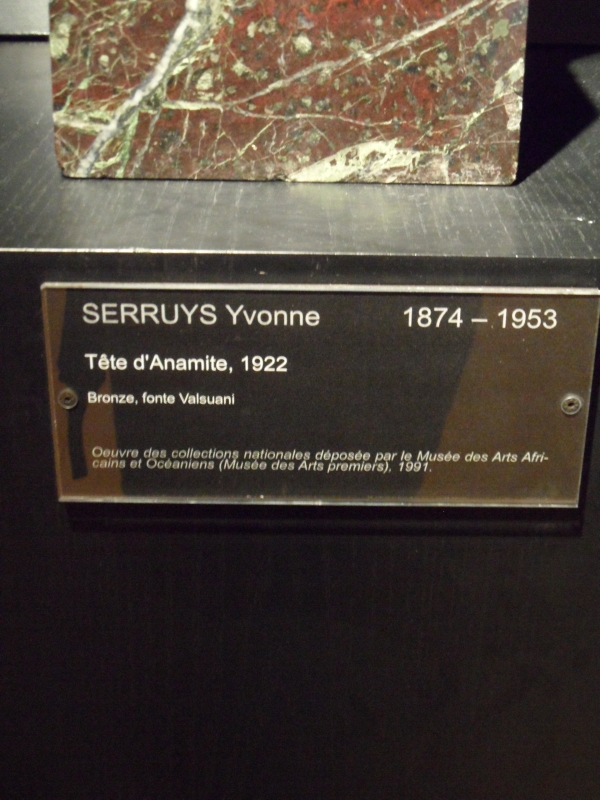 SERRUYS Yvonne 1874 – 1953
Tête d'Anamite, 1922
Bronze, fonte Valsuani
Oeuvre des collections nationales déposée par le Musée des Arts Afri-
cains et Océaniens (Musée des Arts premiers), 1991.